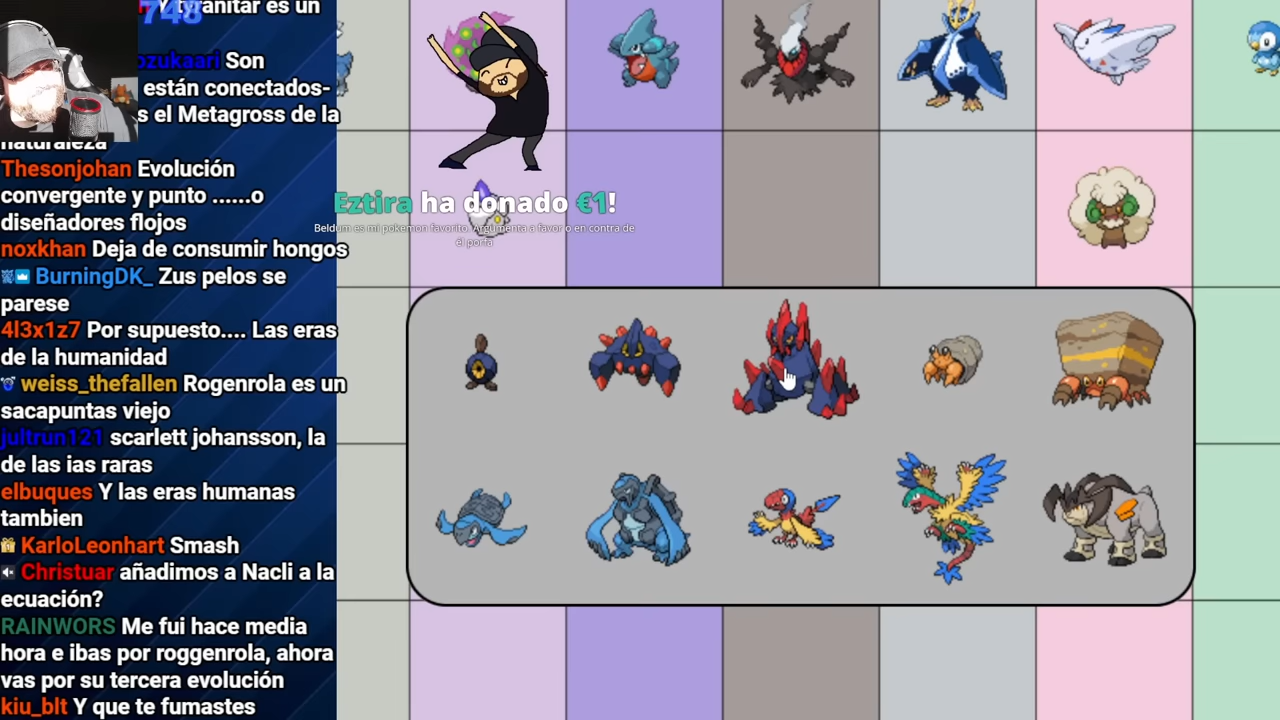 Y tyranitar es un
748
ozukaari Son
están conectados-
s el Metagross de la
naturaleza
Thesonjohan Evolución
convergente y punto ......o
diseñadores flojos
noxkhan Deja de consumir hongos
BurningDK_ Zus pelos se
parese
4l3x1z7 Por supuesto.... Las eras
de la humanidad
weiss_thefallen Rogenrola es un
sacapuntas viejo
jultrun121 scarlett johansson, la
de las ias raras
elbuques Y las eras humanas
tambien
KarloLeonhart Smash
Christuar añadimos a Nacli a la
ecuación?
RAINWORS Me fui hace media
hora e ibas por roggenrola, ahora
vas por su tercera evolución
kiu_blt Y que te fumastes
Eztira ha donado €1!
Beldum es mi pokemon favorito. Argumenta a favor o en contra de
él porfa